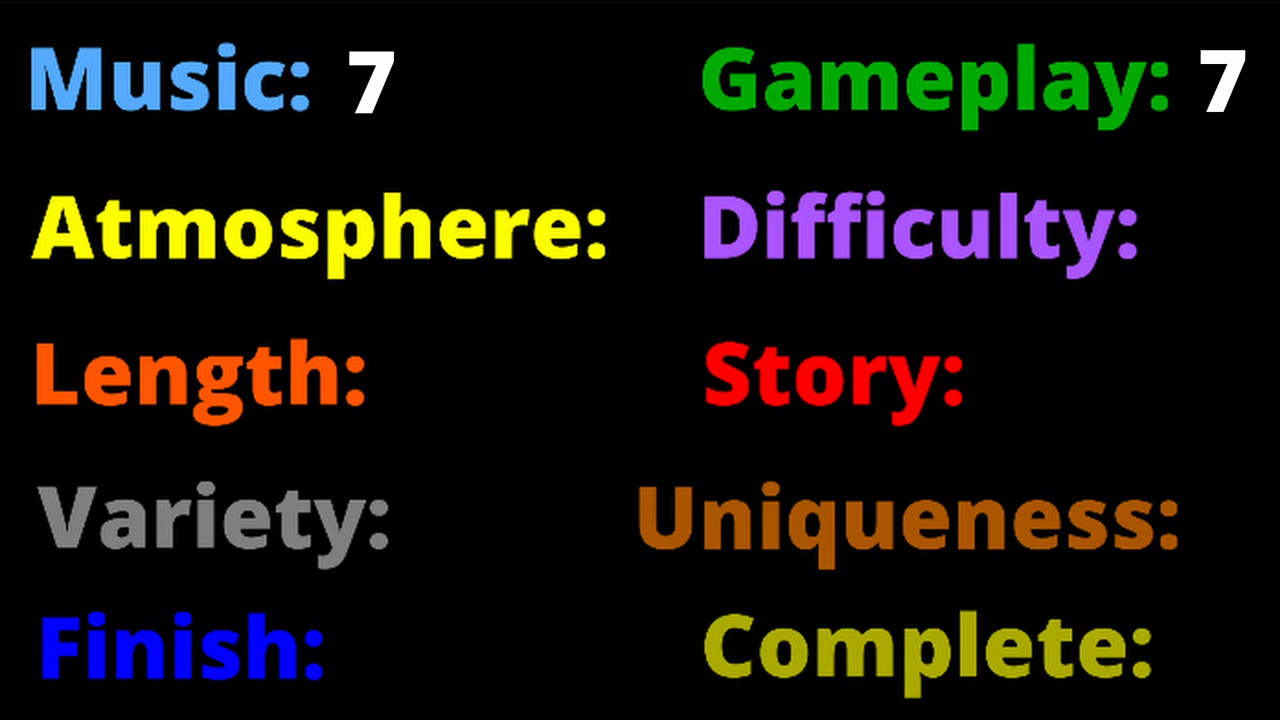 Music: 7 Gameplay: 7
Atmosphere: Difficulty:
Length: Story:
Variety: Uniqueness:
Finish: Complete: